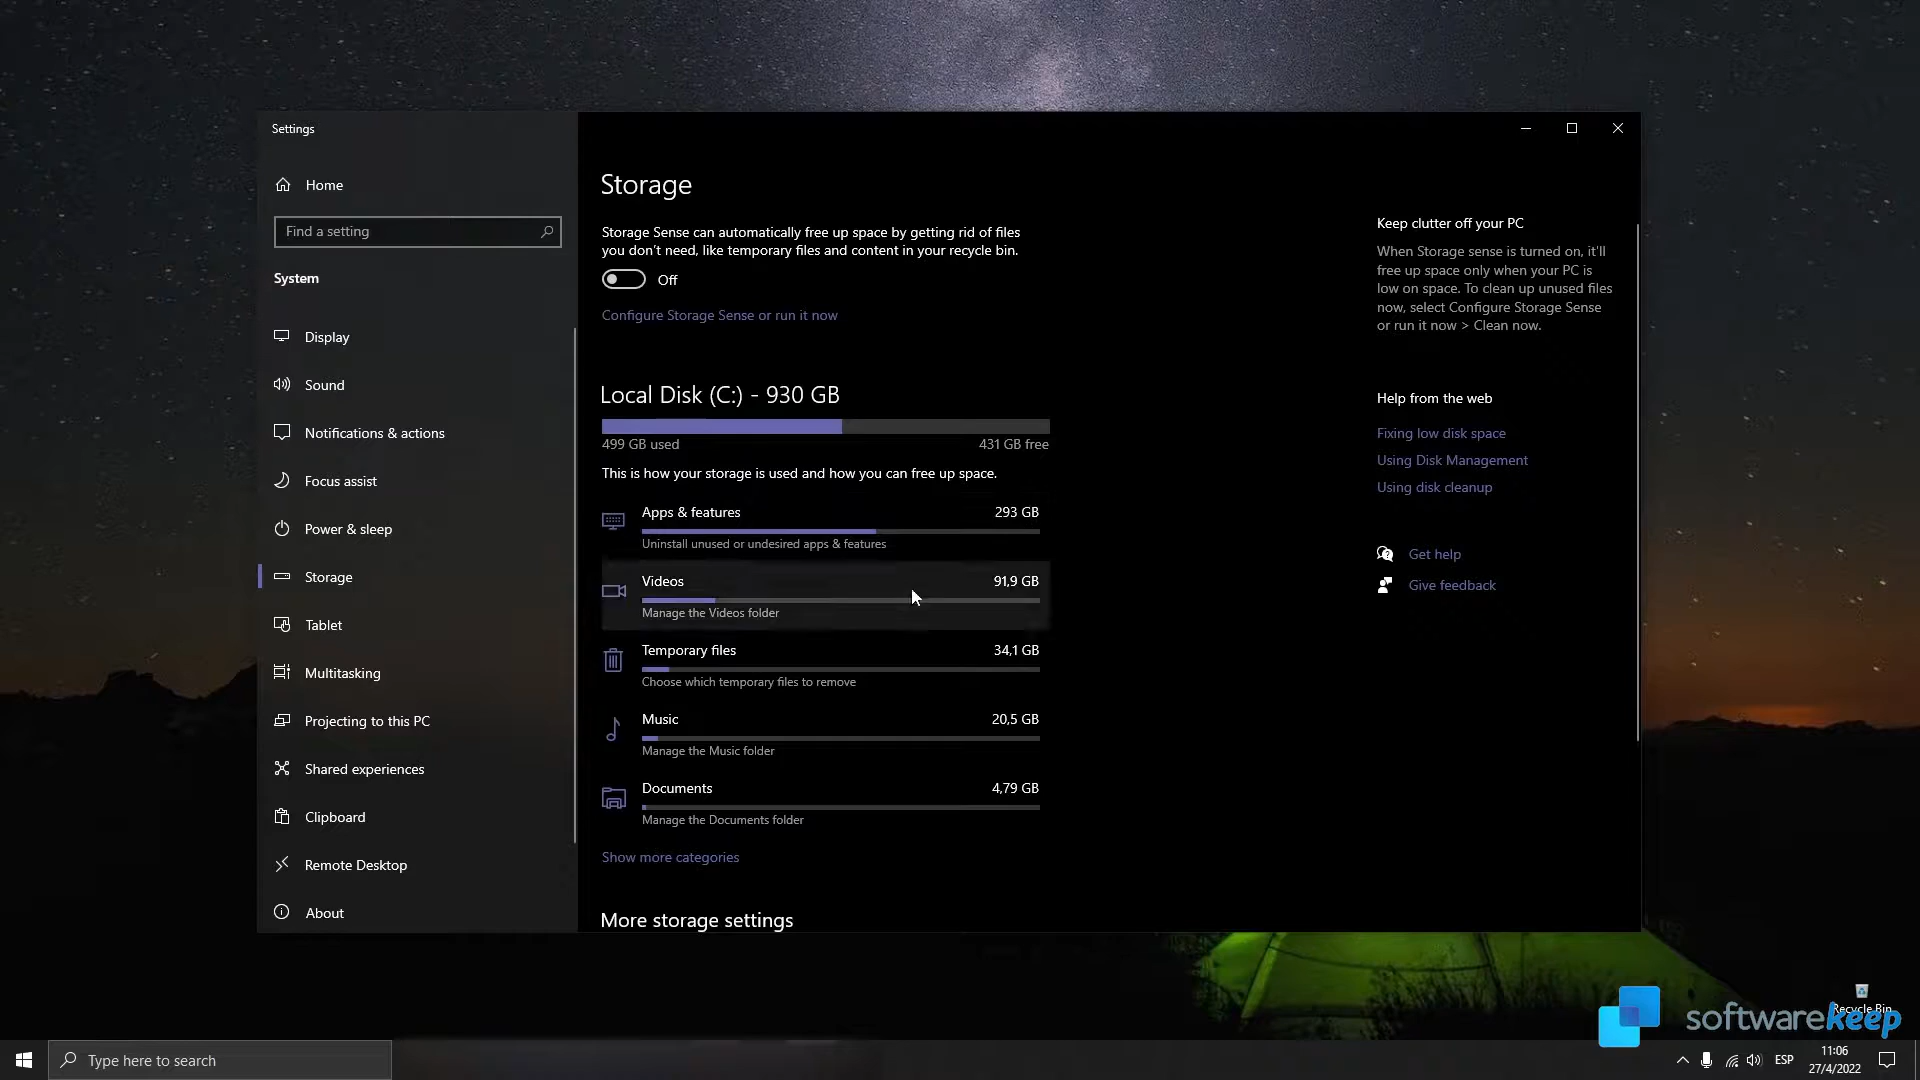 Settings
Home
Find a setting
System
Display
Sound
Notifications & actions
Focus assist
Power & sleep
Storage
Tablet
Multitasking
Projecting to this PC
Shared experiences
Clipboard
Remote Desktop
About
Storage
Storage Sense can automatically free up space by getting rid of files
you don't need, like temporary files and content in your recycle bin.
Off
Configure Storage Sense or run it now
Local Disk (C:) - 930 GB
499 GB used 431 GB free
This is how your storage is used and how you can free up space.
Apps & features 293 GB
Uninstall unused or undesired apps & features
Videos 91,9 GB
Manage the Videos folder
Temporary files 34,1 GB
Choose which temporary files to remove
Music 20,5 GB
Manage the Music folder
Documents 4,79 GB
Manage the Documents folder
Show more categories
More storage settings
Keep clutter off your PC
When Storage sense is turned on, it'll
free up space only when your PC is
low on space. To clean up unused files
now, select Configure Storage Sense
or run it now > Clean now.
Help from the web
Fixing low disk space
Using Disk Management
Using disk cleanup
Get help
Give feedback
Recycle Bin
softwarekeep
Type here to search
ESP
11:06
27/4/2022